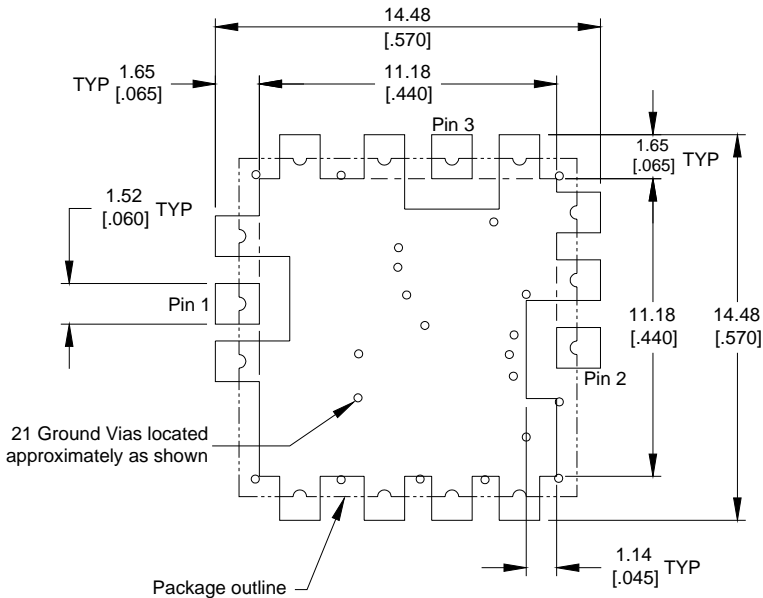 14.48
[.570]
TYP 1.65
[.065]
11.18
[.440]
Pin 3
1.65
[.065] TYP
1.52
[.060] TYP
Pin 1
11.18
[.440]
14.48
[.570]
Pin 2
21 Ground Vias located
approximately as shown
1.14
[.045] TYP
Package outline